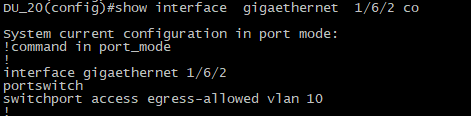 DU_20(config)#show interface  gigaethernet  1/6/2 co
System current configuration in port mode:
!command in port_mode
!
interface gigaethernet 1/6/2
portswitch
switchport access egress-allowed vlan 10
!